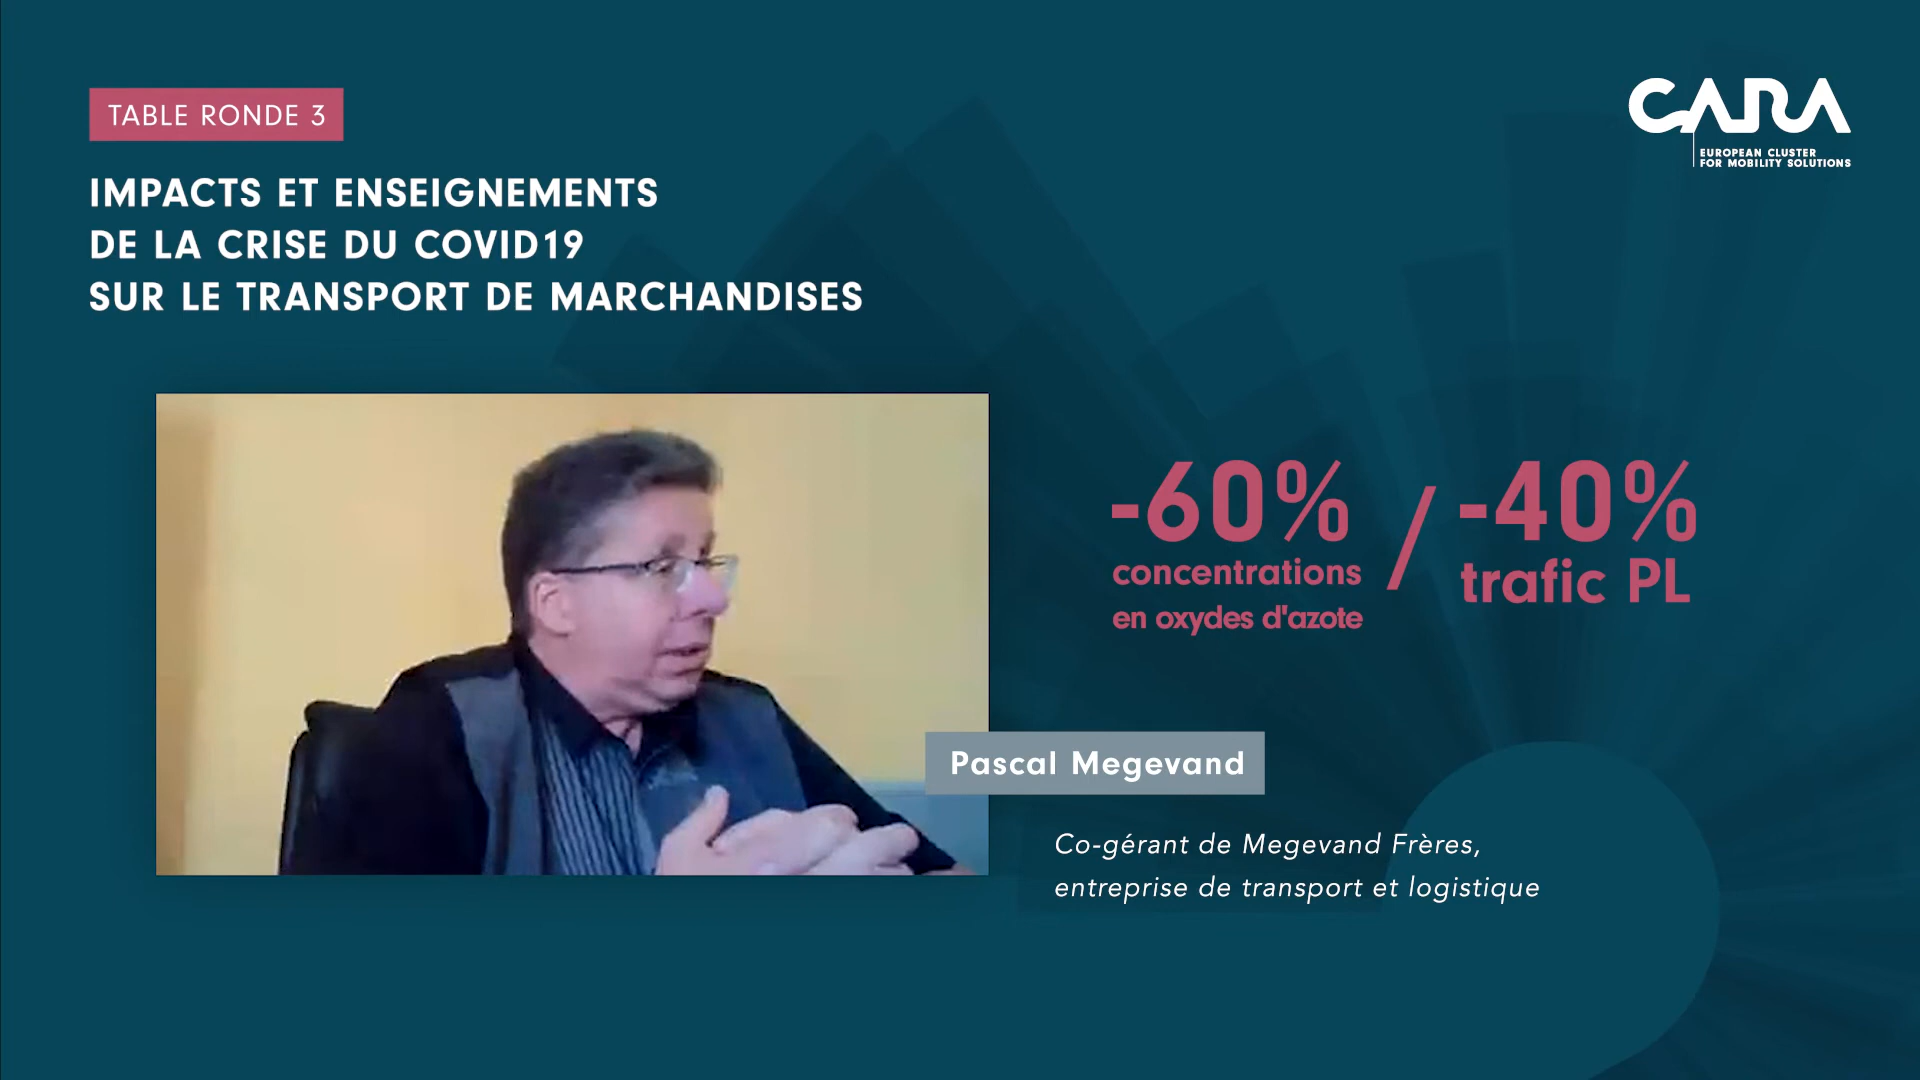 TABLE RONDE 3
IMPACTS ET ENSEIGNEMENTS
DE LA CRISE DU COVID19
SUR LE TRANSPORT DE MARCHANDISES
CARA
EUROPEAN CLUSTER
FOR MOBILITY SOLUTIONS
-60%
concentrations
en oxydes d'azote
/
-40%
trafic PL
Pascal Megevand
Co-gérant de Megevand Frères,
entreprise de transport et logistique